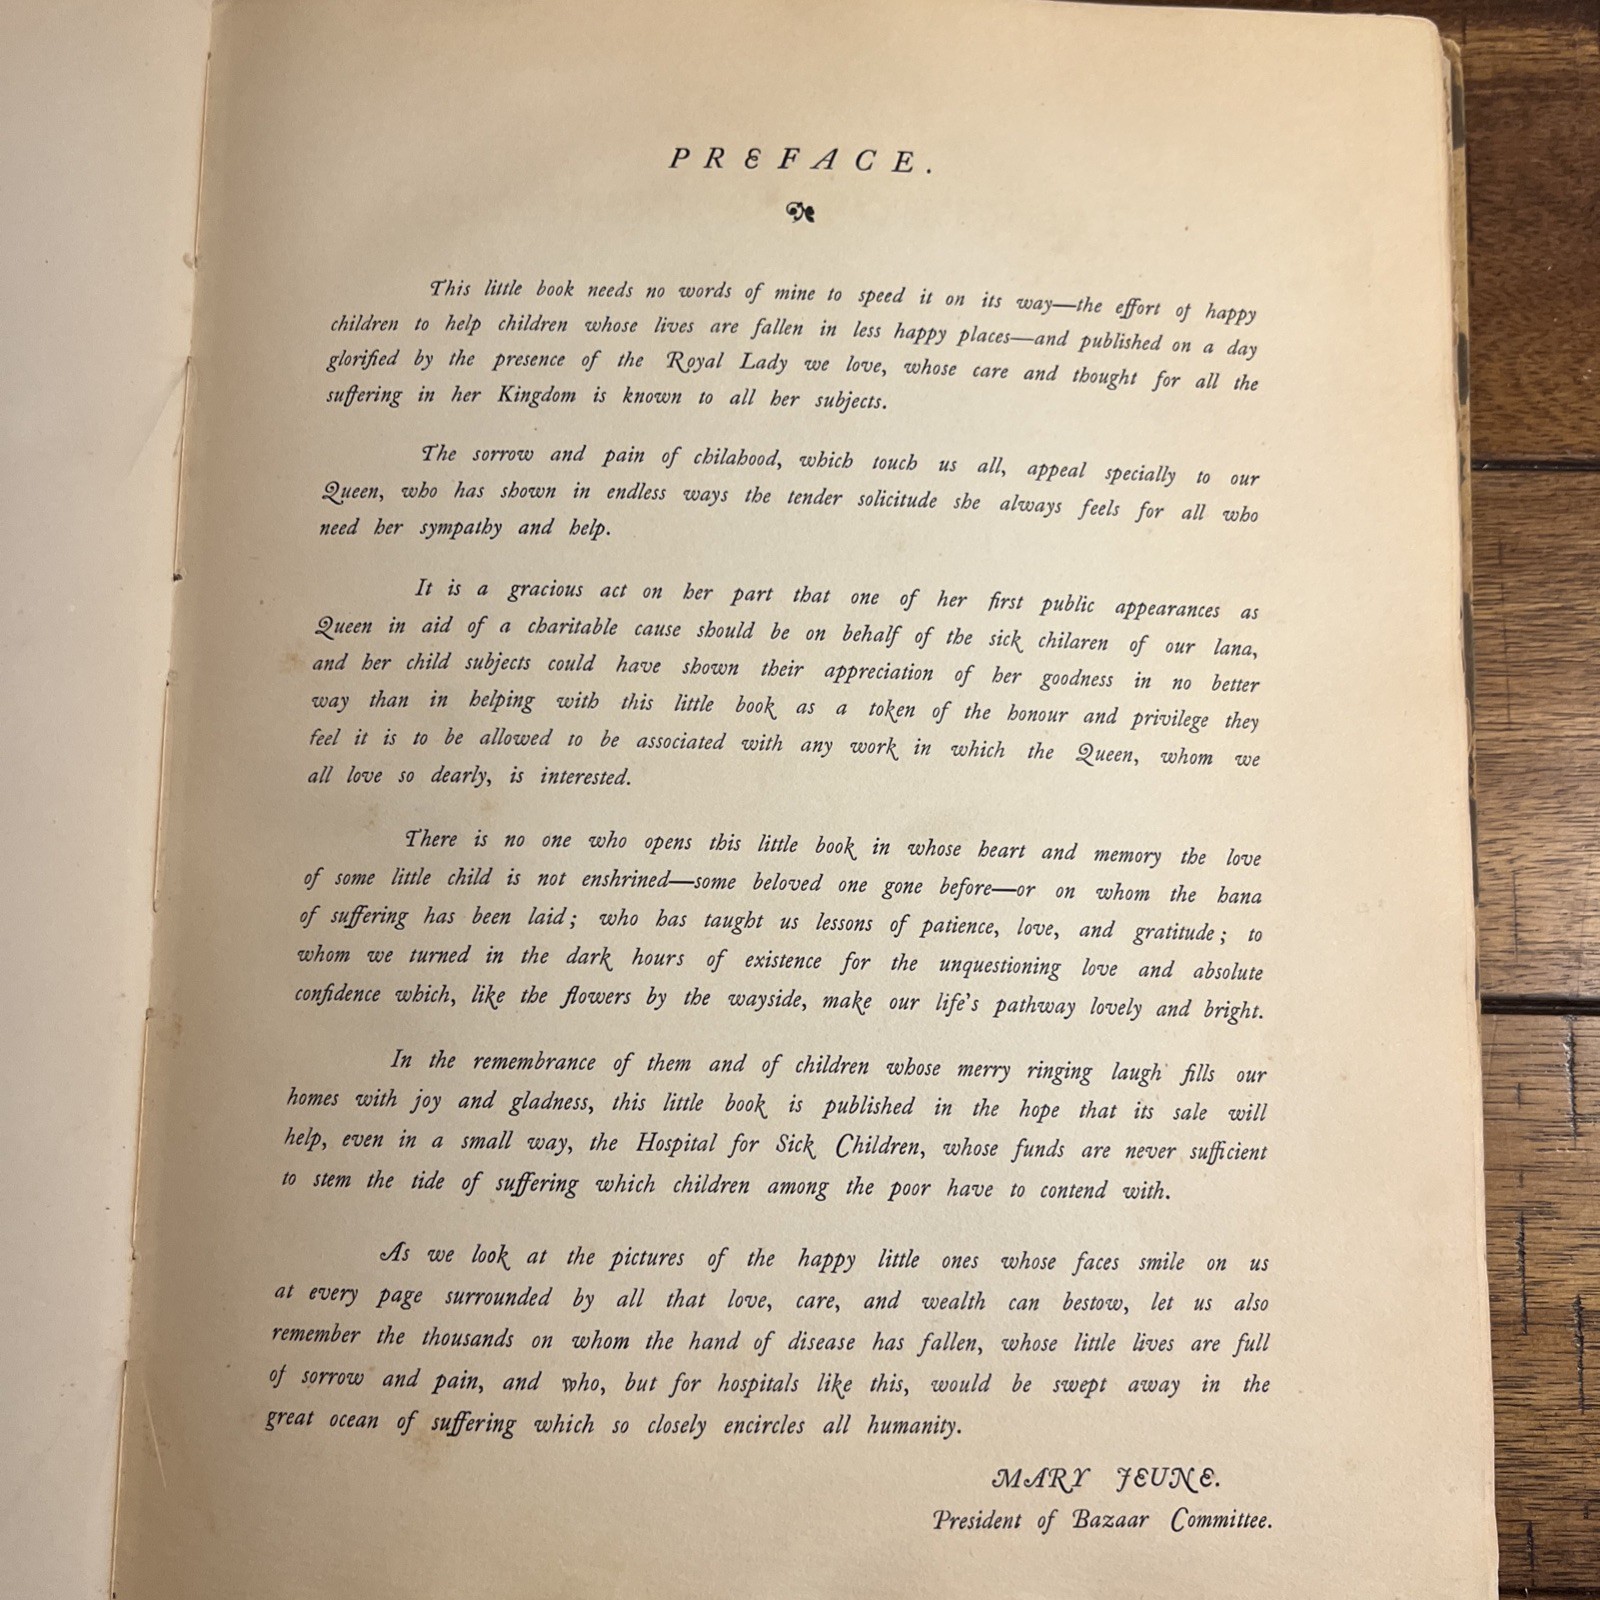 PREFACE.
This little book needs no words of mine to speed it on its way—the effort of happy
children to help children whose lives are fallen in less happy places—and published on a day
glorified by the presence of the Royal Lady we love, whose care and thought for all the
suffering in her Kingdom is known to all her subjects.
The sorrow and pain of childhood, which touch us all, appeal specially to our
Queen, who has shown in endless ways the tender solicitude she always feels for all who
need her sympathy and help.
It is a gracious act on her part that one of her first public appearances as
Queen in aid of a charitable cause should be on behalf of the sick children of our land,
and her child subjects could have shown their appreciation of her goodness in no better
way than in helping with this little book as a token of the honour and privilege they
feel it is to be allowed to be associated with any work in which the Queen, whom we
all love so dearly, is interested.
There is no one who opens this little book in whose heart and memory the love
of some little child is not enshrined—some beloved one gone before—or on whom the hand
of suffering has been laid; who has taught us lessons of patience, love, and gratitude; to
whom we turned in the dark hours of existence for the unquestioning love and absolute
confidence which, like the flowers by the wayside, make our life's pathway lovely and bright.
In the remembrance of them and of children whose merry ringing laugh fills our
homes with joy and gladness, this little book is published in the hope that its sale will
help, even in a small way, the Hospital for Sick Children, whose funds are never sufficient
to stem the tide of suffering which children among the poor have to contend with.
As we look at the pictures of the happy little ones whose faces smile on us
at every page surrounded by all that love, care, and wealth can bestow, let us also
remember the thousands on whom the hand of disease has fallen, whose little lives are full
of sorrow and pain, and who, but for hospitals like this, would be swept away in the
great ocean of suffering which so closely encircles all humanity.
MARY JEUNE.
President of Bazaar Committee.